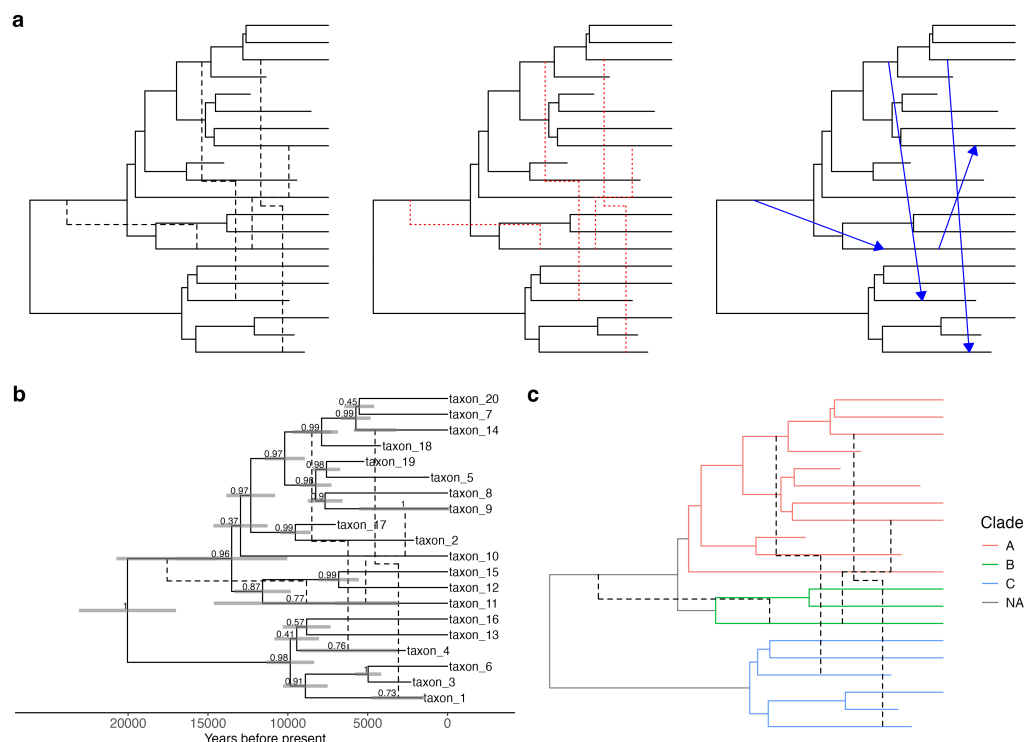 a
b
c
0.45
taxon_20
0.99
taxon_7
0.99
taxon_14
taxon_18
0.97
0.98
taxon_19
0.98
taxon_5
0.97
taxon_8
1
taxon_9
0.37
0.99
taxon_17
taxon_2
0.96
taxon_10
0.99
taxon_15
0.87
taxon_12
0.77
taxon_11
1
0.57
taxon_16
0.41
taxon_13
0.76
taxon_4
0.98
1
taxon_6
0.91
taxon_3
0.73
taxon_1
20000 15000 10000 5000 0
Years before present
Clade
A
B
C
NA